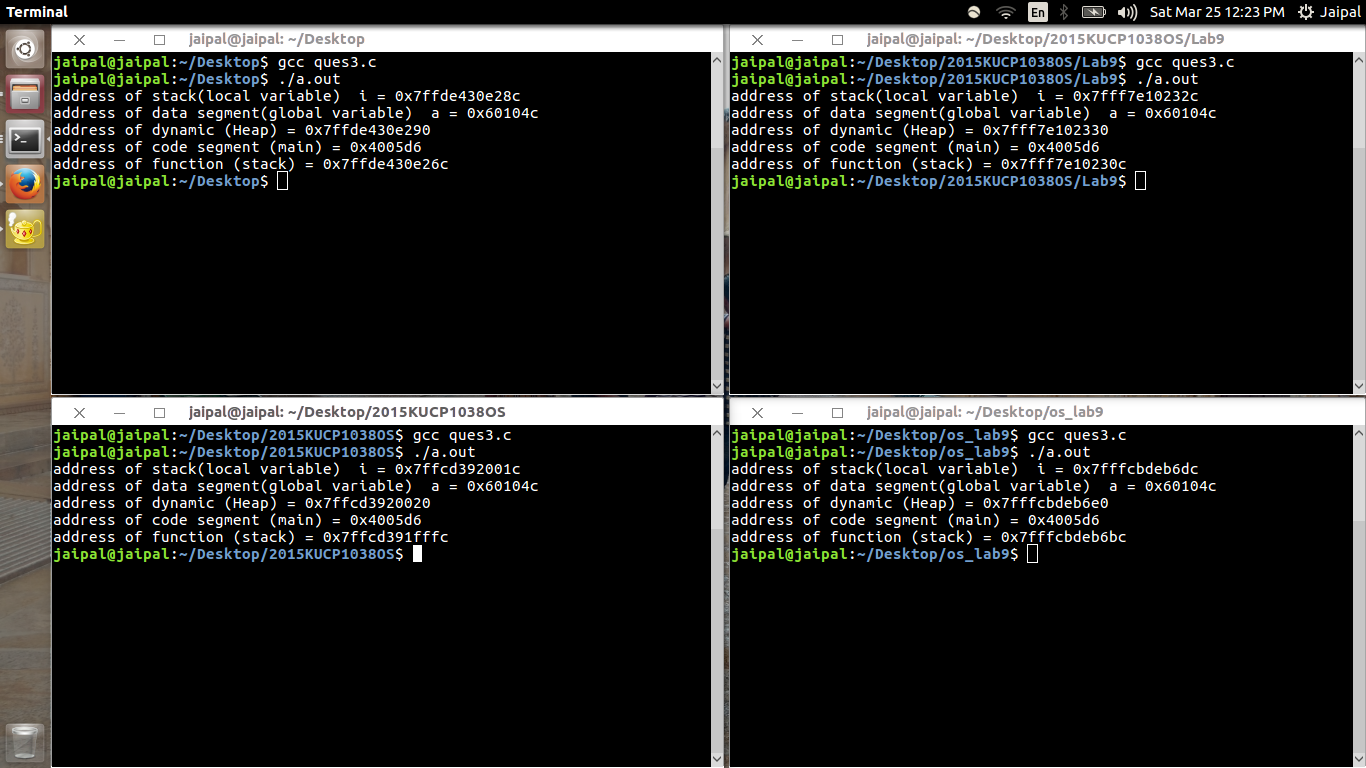 Terminal
En
Sat Mar 25 12:23 PM
Jaipal
jaipal@jaipal: ~/Desktop
jaipal@jaipal:~/Desktop$ gcc ques3.c
jaipal@jaipal:~/Desktop$ ./a.out
address of stack(local variable)  i = 0x7ffde430e28c
address of data segment(global variable)  a = 0x60104c
address of dynamic (Heap) = 0x7ffde430e290
address of code segment (main) = 0x4005d6
address of function (stack) = 0x7ffde430e26c
jaipal@jaipal:~/Desktop$
jaipal@jaipal: ~/Desktop/2015KUCP1038OS/Lab9
jaipal@jaipal:~/Desktop/2015KUCP1038OS/Lab9$ gcc ques3.c
jaipal@jaipal:~/Desktop/2015KUCP1038OS/Lab9$ ./a.out
address of stack(local variable)  i = 0x7fff7e10232c
address of data segment(global variable)  a = 0x60104c
address of dynamic (Heap) = 0x7fff7e102330
address of code segment (main) = 0x4005d6
address of function (stack) = 0x7fff7e10230c
jaipal@jaipal:~/Desktop/2015KUCP1038OS/Lab9$
jaipal@jaipal: ~/Desktop/2015KUCP1038OS
jaipal@jaipal:~/Desktop/2015KUCP1038OS$ gcc ques3.c
jaipal@jaipal:~/Desktop/2015KUCP1038OS$ ./a.out
address of stack(local variable)  i = 0x7ffcd392001c
address of data segment(global variable)  a = 0x60104c
address of dynamic (Heap) = 0x7ffcd3920020
address of code segment (main) = 0x4005d6
address of function (stack) = 0x7ffcd391fffc
jaipal@jaipal:~/Desktop/2015KUCP1038OS$
jaipal@jaipal: ~/Desktop/os_lab9
jaipal@jaipal:~/Desktop/os_lab9$ gcc ques3.c
jaipal@jaipal:~/Desktop/os_lab9$ ./a.out
address of stack(local variable)  i = 0x7fffcbdeb6dc
address of data segment(global variable)  a = 0x60104c
address of dynamic (Heap) = 0x7fffcbdeb6e0
address of code segment (main) = 0x4005d6
address of function (stack) = 0x7fffcbdeb6bc
jaipal@jaipal:~/Desktop/os_lab9$